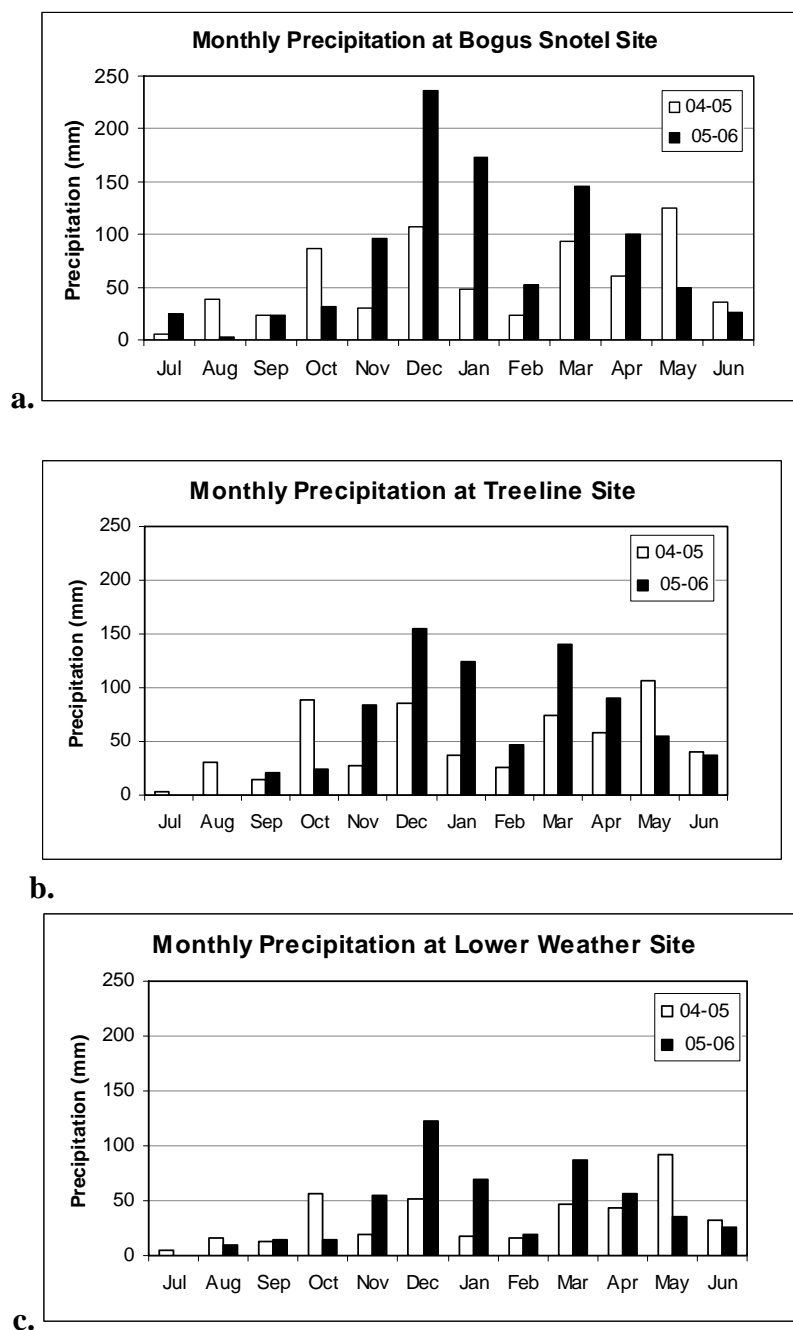 Monthly Precipitation at Bogus Snotel Site
250
200
150
100
50
0
Precipitation (mm)
04-05
05-06
Jul Aug Sep Oct Nov Dec Jan Feb Mar Apr May Jun
a.
Monthly Precipitation at Treeline Site
250
200
150
100
50
0
Precipitation (mm)
04-05
05-06
Jul Aug Sep Oct Nov Dec Jan Feb Mar Apr May Jun
b.
Monthly Precipitation at Lower Weather Site
250
200
150
100
50
0
Precipitation (mm)
04-05
05-06
Jul Aug Sep Oct Nov Dec Jan Feb Mar Apr May Jun
c.